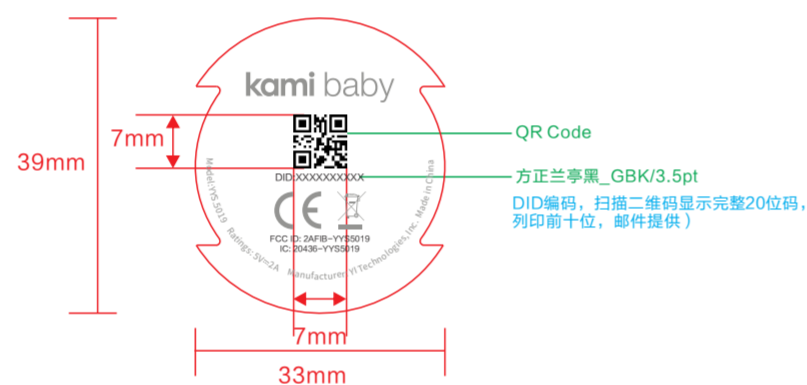 kami baby
7mm
39mm
QR Code
DID:XXXXXXXXXX
方正兰亭黑_GBK/3.5pt
DID编码，扫描二维码显示完整20位码，
列印前十位，邮件提供）
FCC ID: 2AFIB-YYS5019
IC: 20436-YYS5019
Model:YYS.5019 Ratings:5V=2A Manufacturer:YI Technologies, Inc. Made in China
7mm
33mm